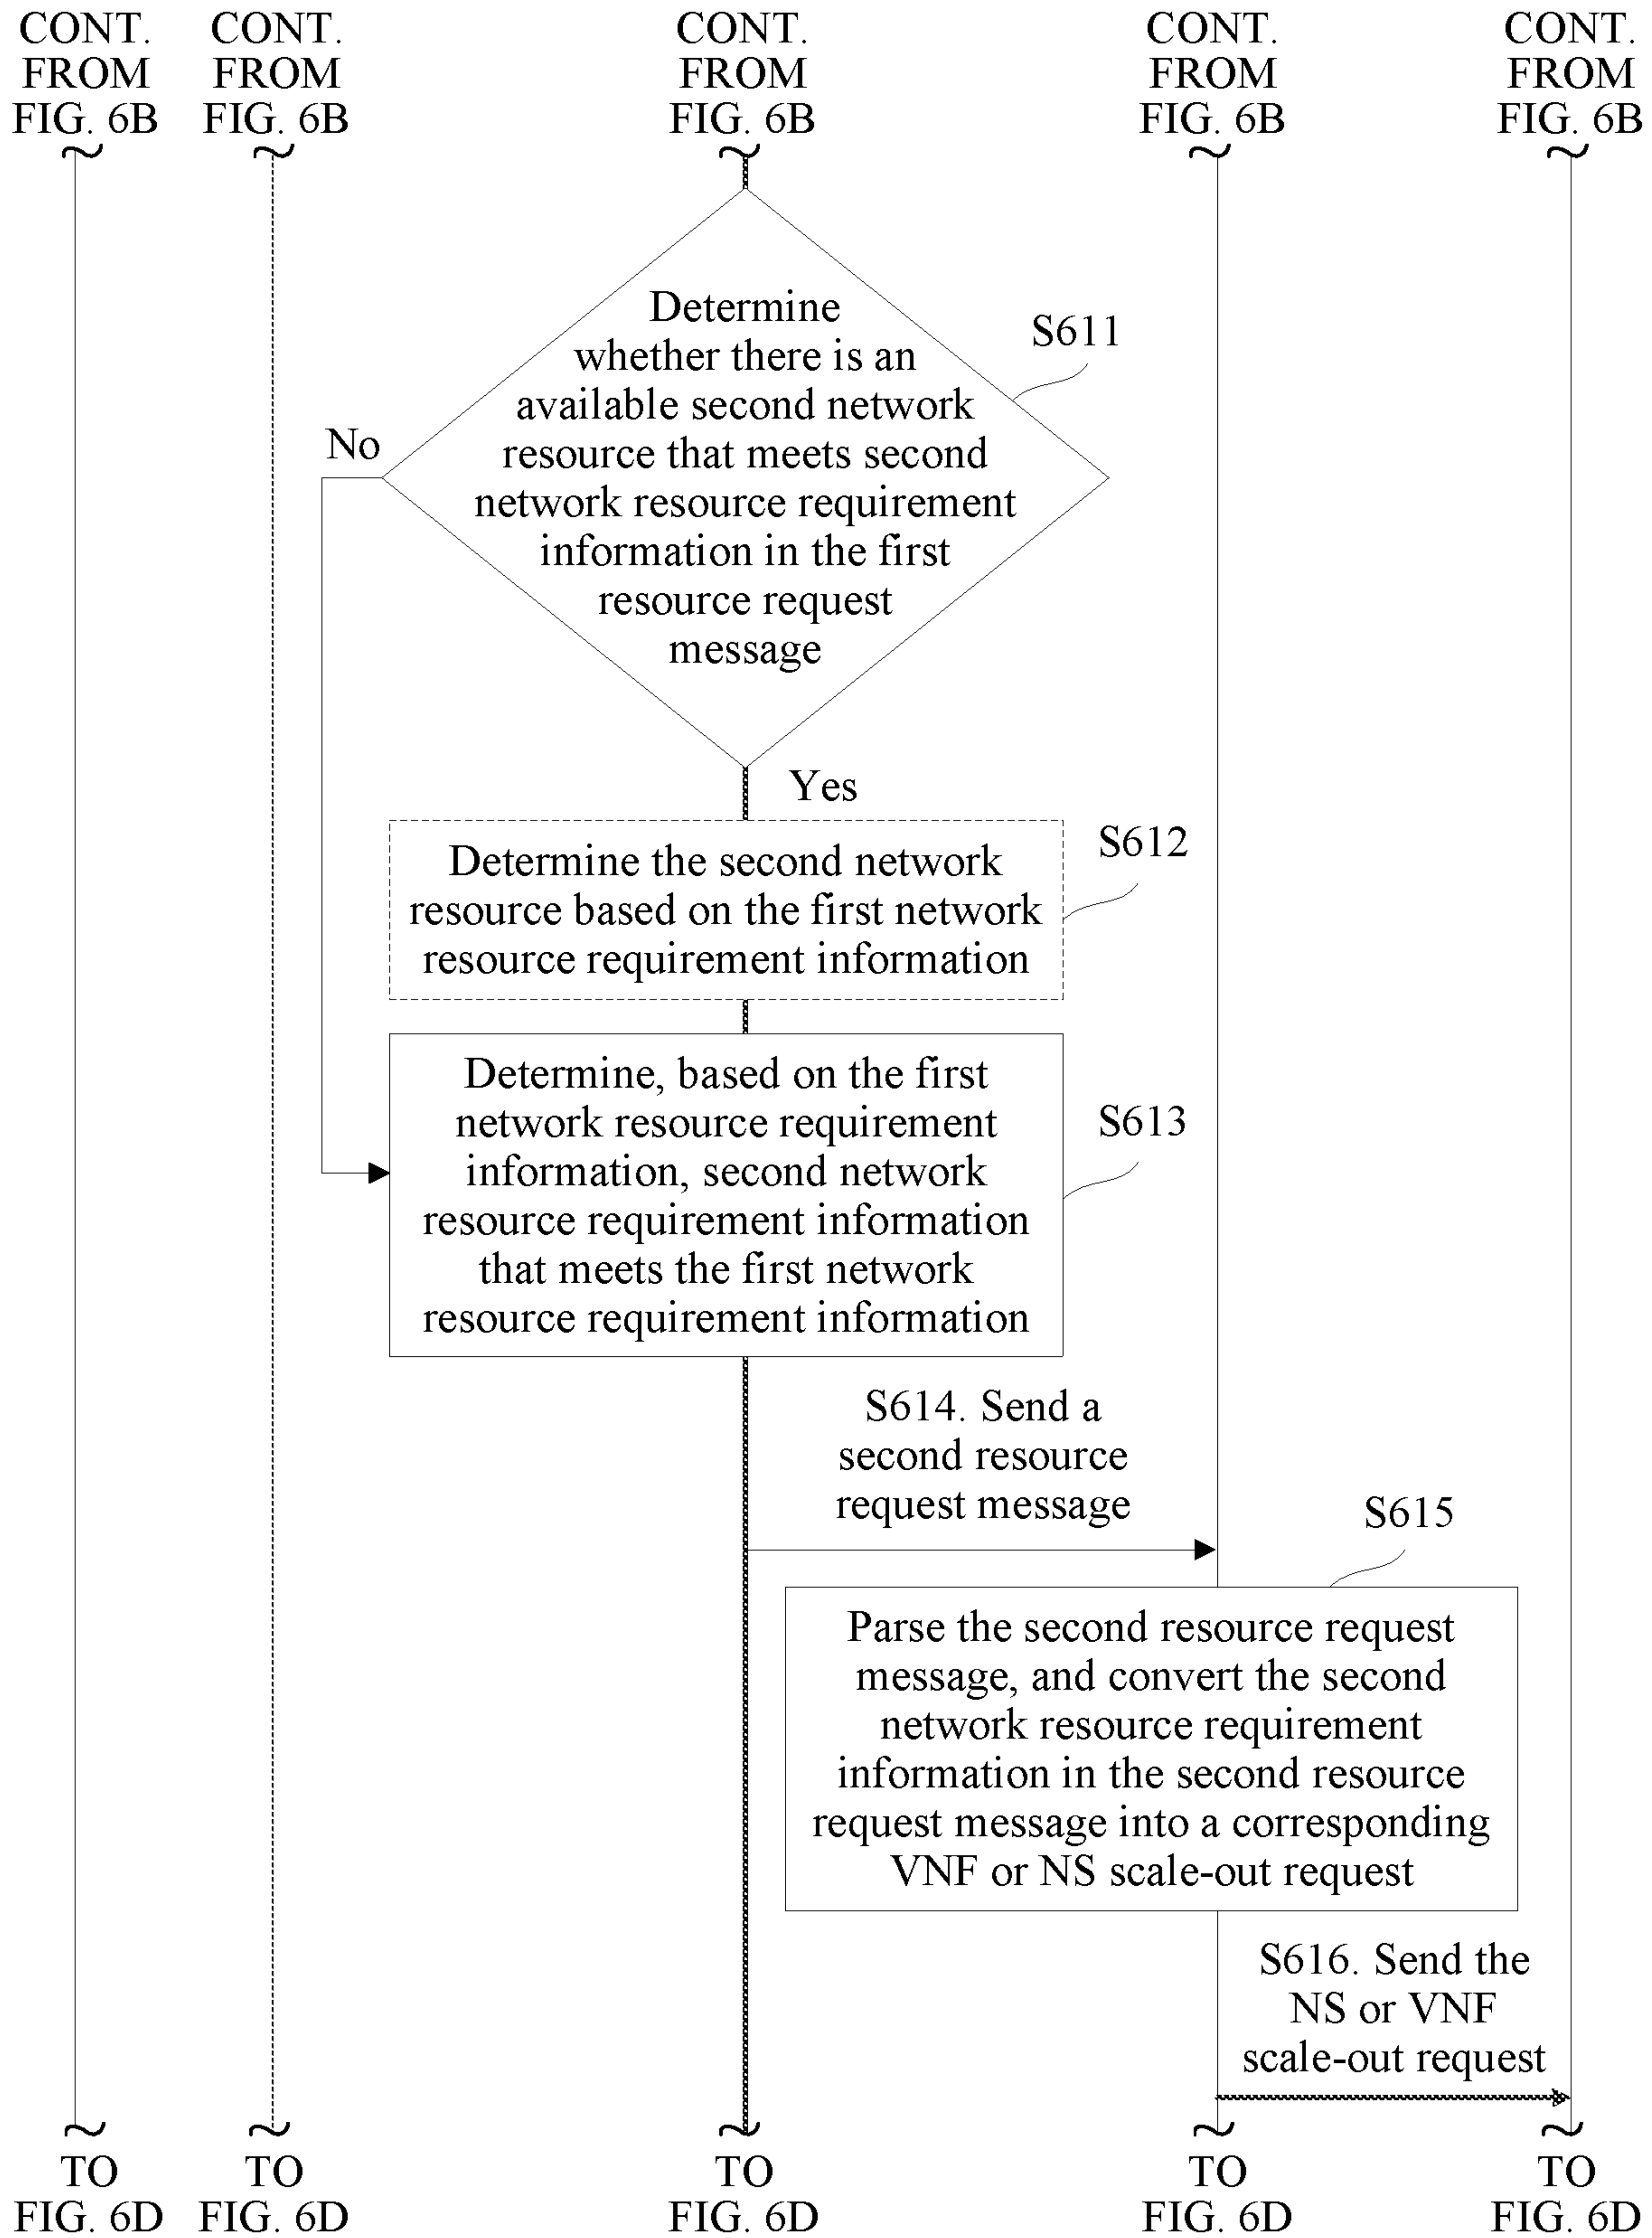 CONT.
FROM
FIG. 6B
CONT.
FROM
FIG. 6B
CONT.
FROM
FIG. 6B
CONT.
FROM
FIG. 6B
CONT.
FROM
FIG. 6B
Determine
whether there is an
available second network
resource that meets second
network resource requirement
information in the first
resource request
message
S611
No
Yes
Determine the second network
resource based on the first network
resource requirement information
S612
Determine, based on the first
network resource requirement
information, second network
resource requirement information
that meets the first network
resource requirement information
S613
S614. Send a
second resource
request message
S615
Parse the second resource request
message, and convert the second
network resource requirement
information in the second resource
request message into a corresponding
VNF or NS scale-out request
S616. Send the
NS or VNF
scale-out request
TO
FIG. 6D
TO
FIG. 6D
TO
FIG. 6D
TO
FIG. 6D
TO
FIG. 6D